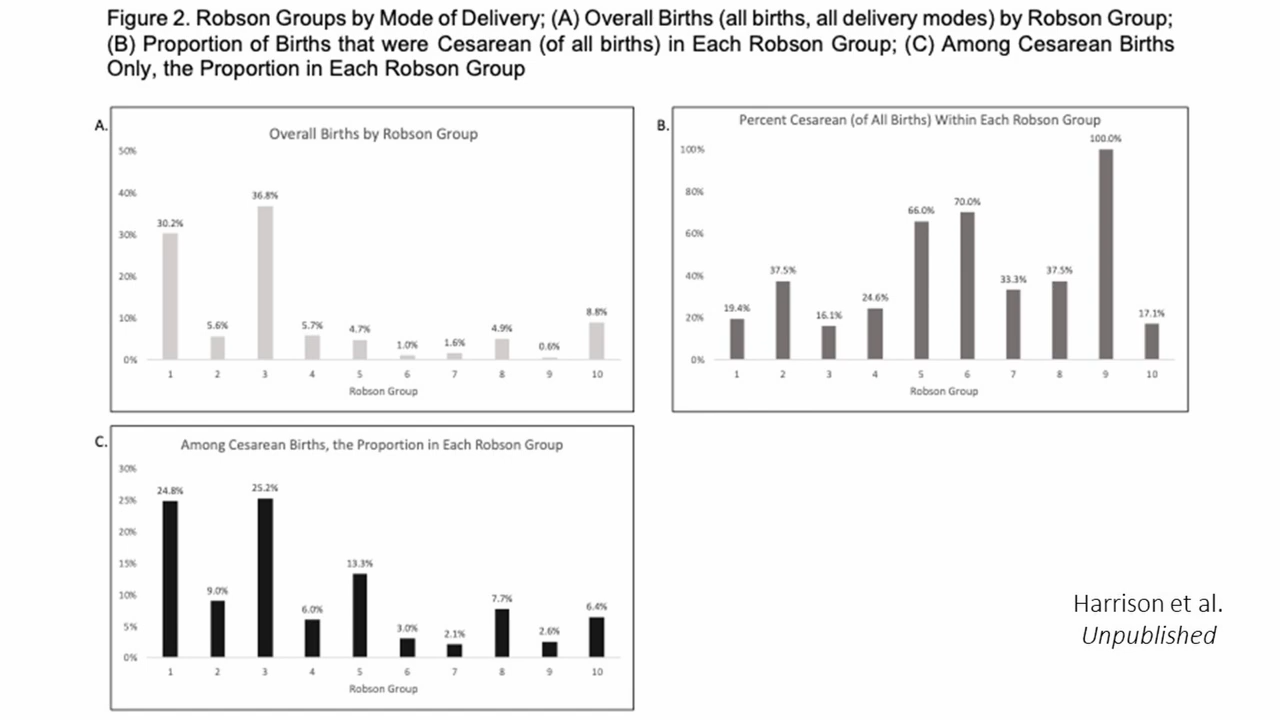 Figure 2. Robson Groups by Mode of Delivery; (A) Overall Births (all births, all delivery modes) by Robson Group;
(B) Proportion of Births that were Cesarean (of all births) in Each Robson Group; (C) Among Cesarean Births
Only, the Proportion in Each Robson Group
A.
Overall Births by Robson Group
50%
40%
30%
20%
10%
0%
30.2%
5.6%
36.8%
5.7%
4.7%
1.0%
1.6%
4.9%
0.6%
8.8%
1 2 3 4 5 6 7 8 9 10
Robson Group
B.
Percent Cesarean (of All Births) Within Each Robson Group
100%
80%
60%
40%
20%
0%
19.4%
37.5%
16.1%
24.6%
66.0%
70.0%
33.3%
37.5%
100.0%
17.1%
1 2 3 4 5 6 7 8 9 10
Robson Group
C.
Among Cesarean Births, the Proportion in Each Robson Group
30%
25%
20%
15%
10%
5%
0%
24.8%
9.0%
25.2%
6.0%
13.3%
3.0%
2.1%
7.7%
2.6%
6.4%
1 2 3 4 5 6 7 8 9 10
Robson Group
Harrison et al.
Unpublished